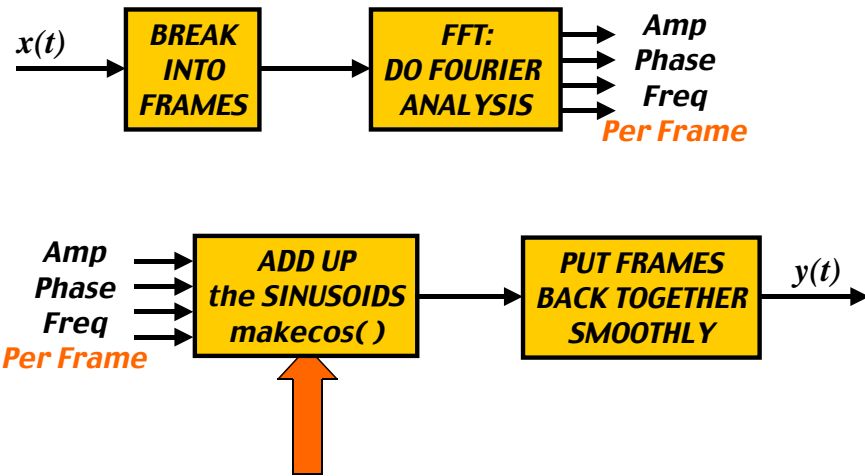 x(t)
BREAK
INTO
FRAMES
FFT:
DO FOURIER
ANALYSIS
Amp
Phase
Freq
Per Frame
Amp
Phase
Freq
Per Frame
ADD UP
the SINUSOIDS
makecos( )
PUT FRAMES
BACK TOGETHER
SMOOTHLY
y(t)